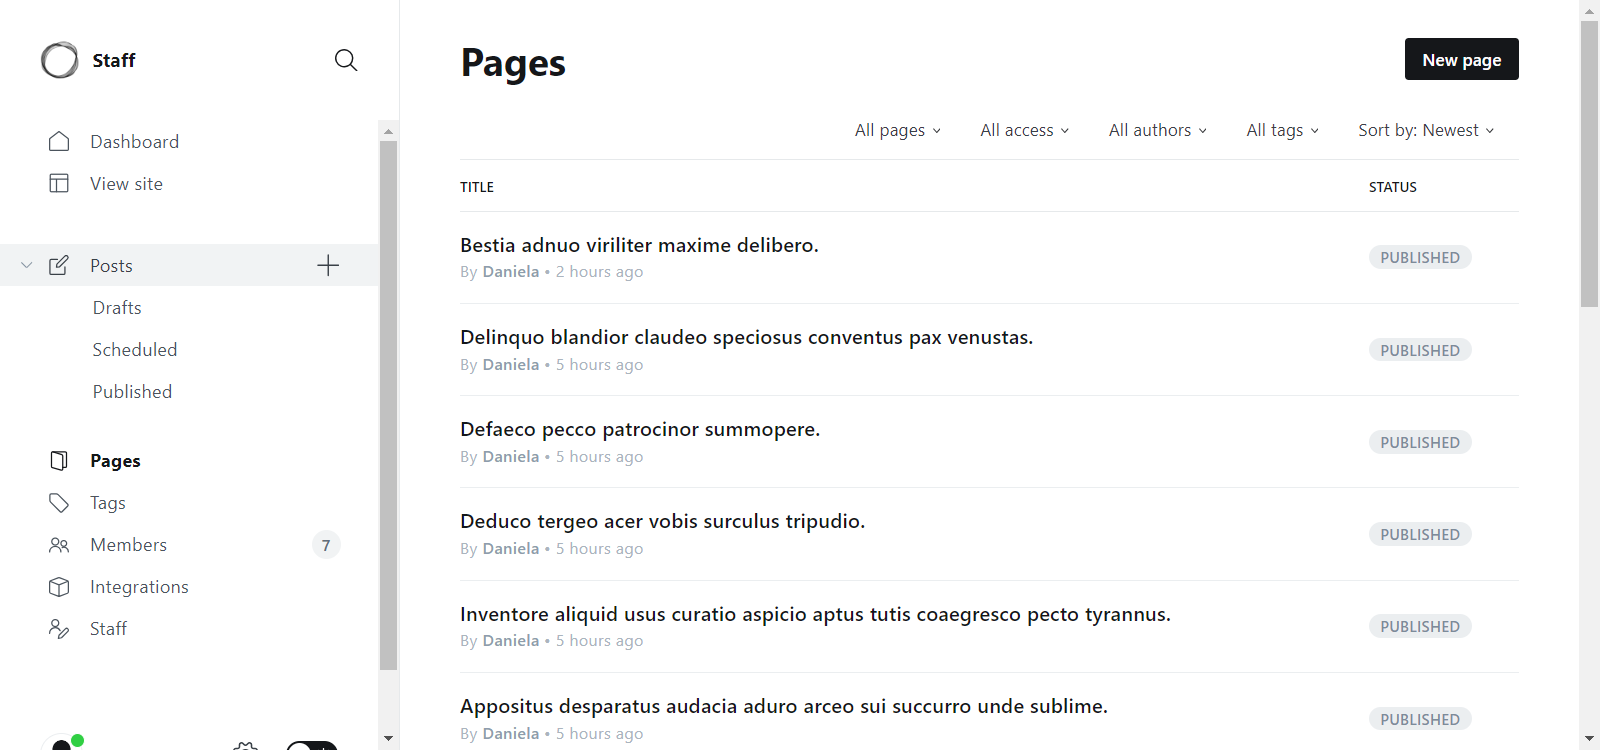 Staff
Dashboard
View site
Posts
Drafts
Scheduled
Published
Pages
Tags
Members 7
Integrations
Staff
Pages
New page
All pages All access All authors All tags Sort by: Newest
TITLE STATUS
Bestia adnuo viriliter maxime delibero.
By Daniela • 2 hours ago
PUBLISHED
Delinquo blandior claudeo speciosus conventus pax venustas.
By Daniela • 5 hours ago
PUBLISHED
Defaeco pecco patrocinor summopere.
By Daniela • 5 hours ago
PUBLISHED
Deduco tergeo acer vobis surculus tripudio.
By Daniela • 5 hours ago
PUBLISHED
Inventore aliquid usus curatio aspicio aptus tutis coaegresco pecto tyrannus.
By Daniela • 5 hours ago
PUBLISHED
Appositus desparatus audacia aduro arceo sui succurro unde sublime.
By Daniela • 5 hours ago
PUBLISHED